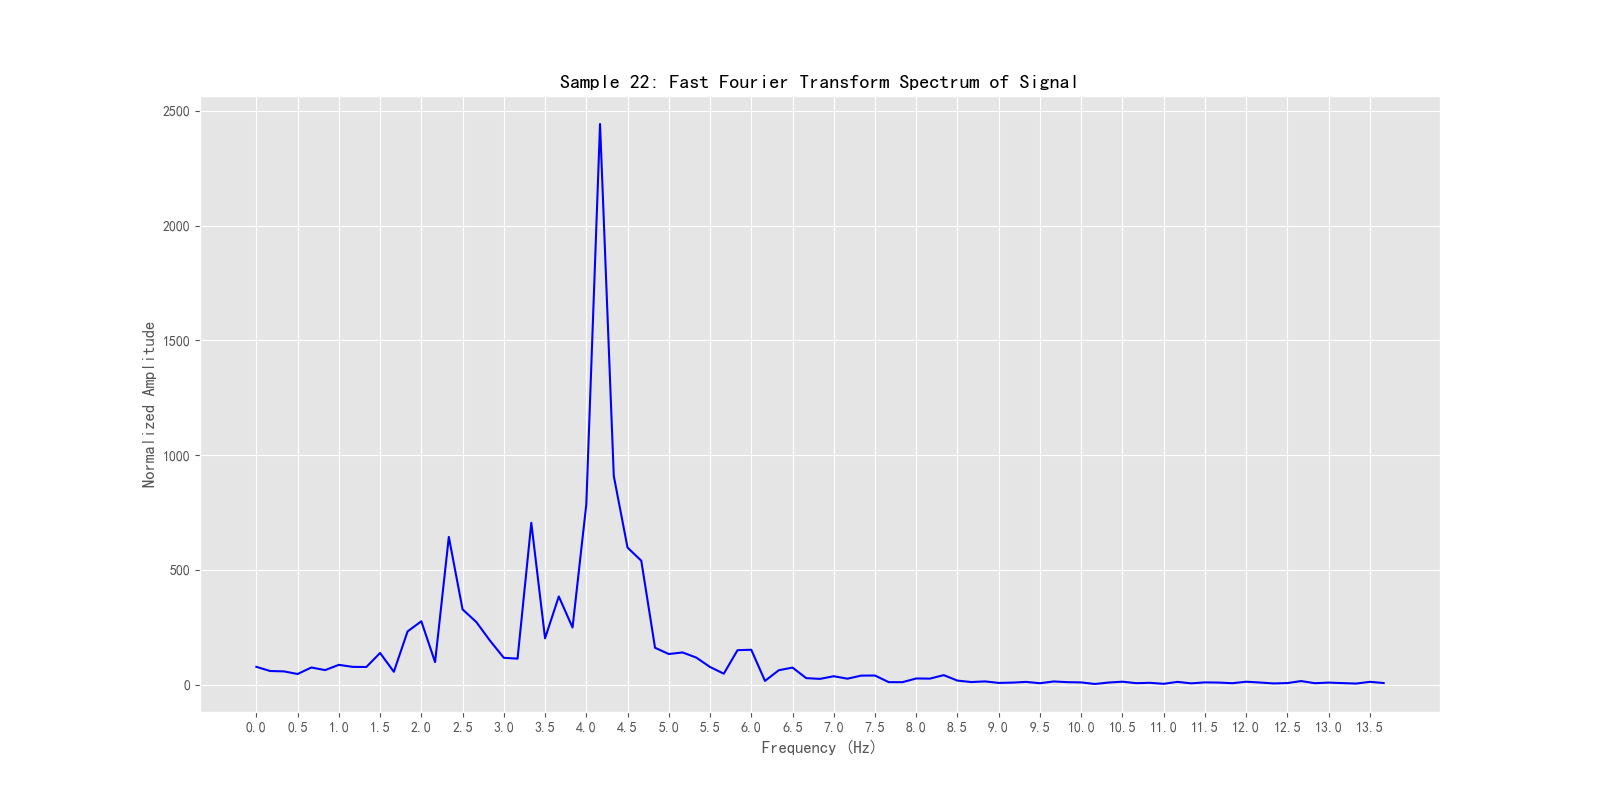 Sample 22: Fast Fourier Transform Spectrum of Signal
2500
2000
1500
1000
500
0
Normalized Amplitude
0.0 0.5 1.0 1.5 2.0 2.5 3.0 3.5 4.0 4.5 5.0 5.5 6.0 6.5 7.0 7.5 8.0 8.5 9.0 9.5 10.0 10.5 11.0 11.5 12.0 12.5 13.0 13.5
Frequency (Hz)